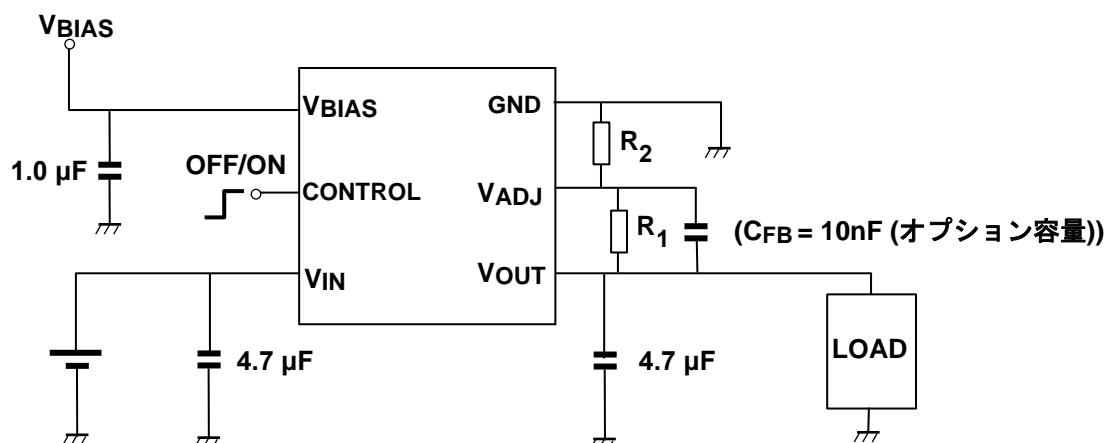 VBIAS
VBIAS
GND
R2
1.0 µF
OFF/ON
CONTROL
VADJ
R1
(CFB = 10nF (オプション容量))
VIN
VOUT
4.7 µF
4.7 µF
LOAD